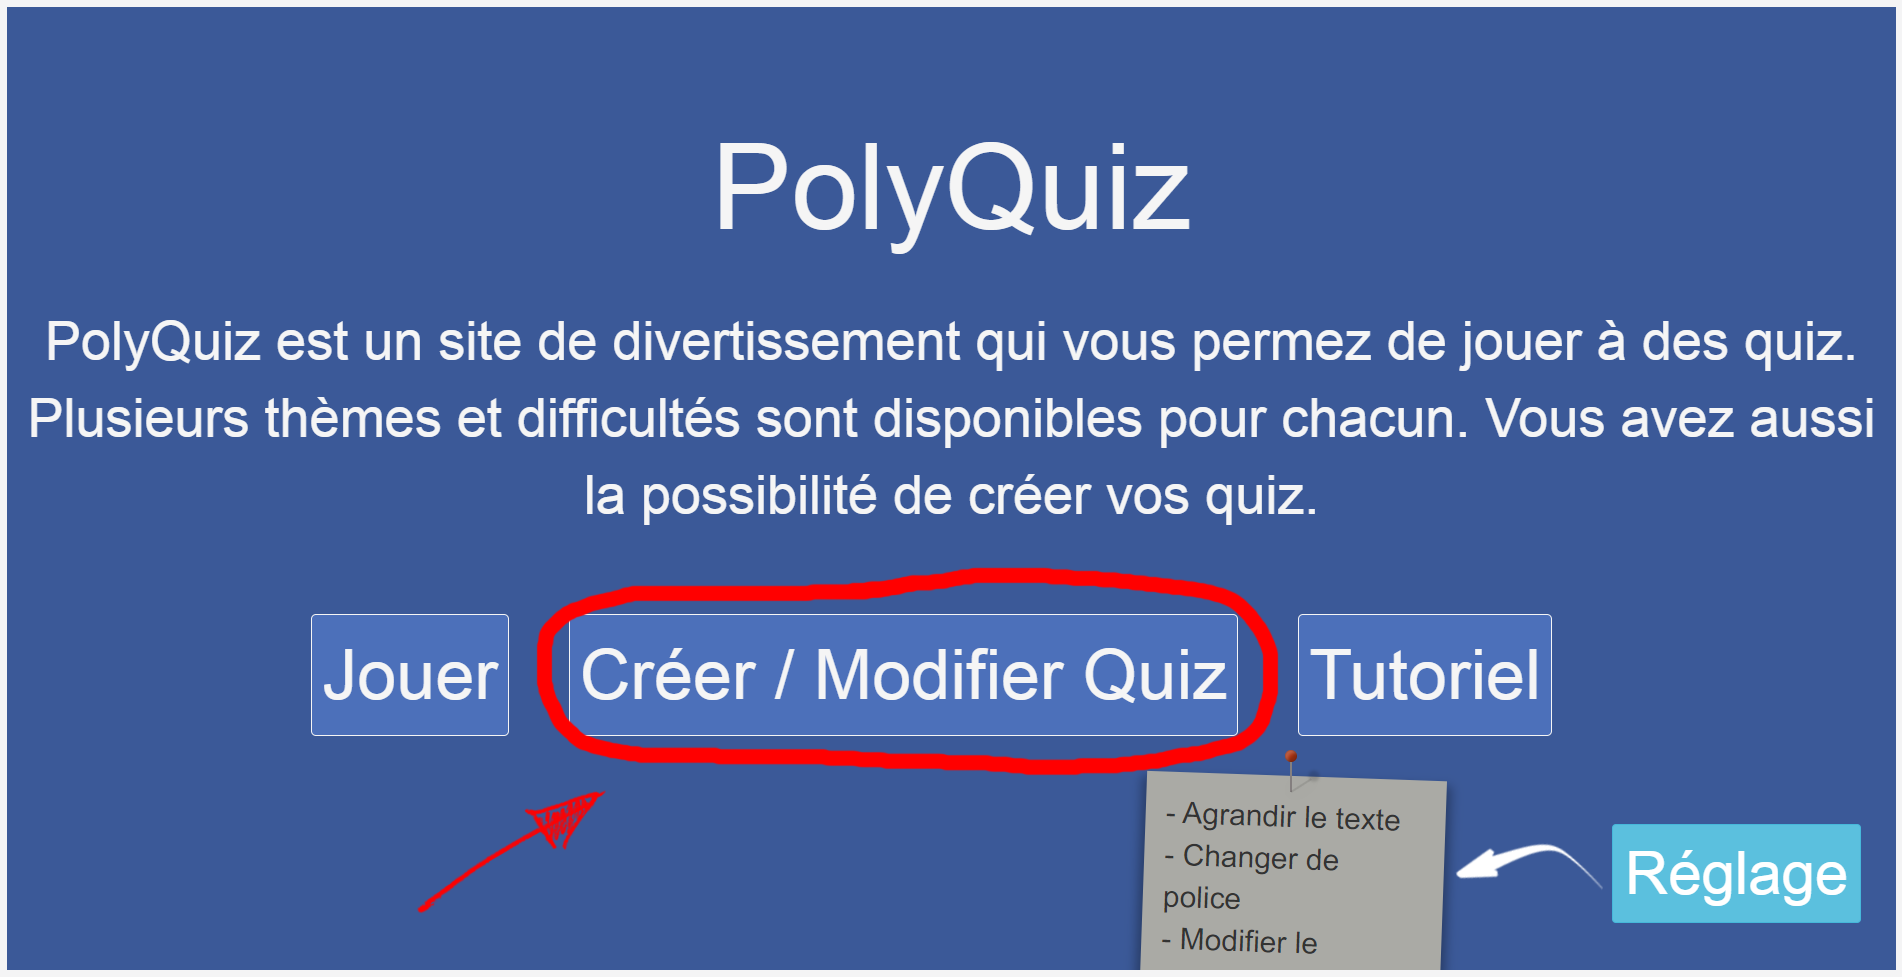 PolyQuiz
PolyQuiz est un site de divertissement qui vous permez de jouer à des quiz.
Plusieurs thèmes et difficultés sont disponibles pour chacun. Vous avez aussi
la possibilité de créer vos quiz.
Jouer
Créer / Modifier Quiz
Tutoriel
- Agrandir le texte
- Changer de
police
- Modifier le
Réglage